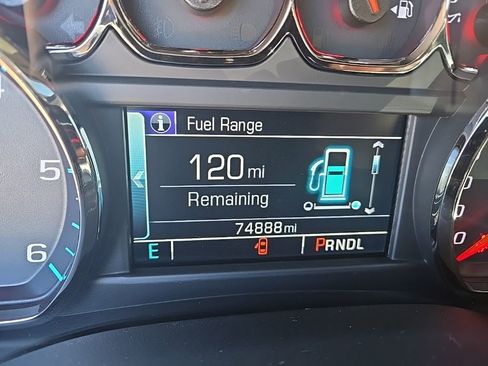 Fuel Range
120 mi
Remaining
74888 mi
E
PRNDL
5
6